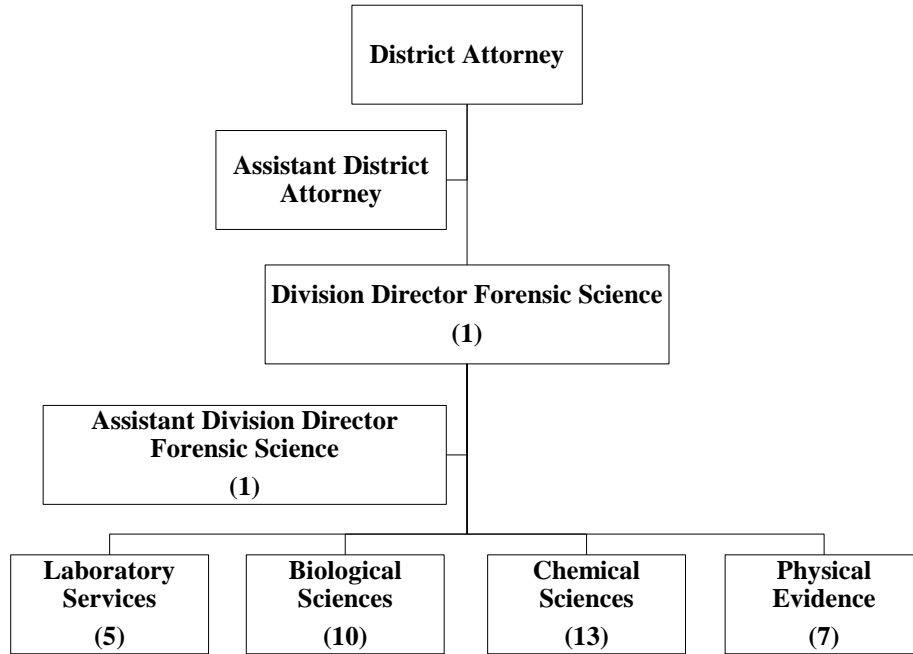 District Attorney
Assistant District
Attorney
Division Director Forensic Science
(1)
Assistant Division Director
Forensic Science
(1)
Laboratory
Services
(5)
Biological
Sciences
(10)
Chemical
Sciences
(13)
Physical
Evidence
(7)